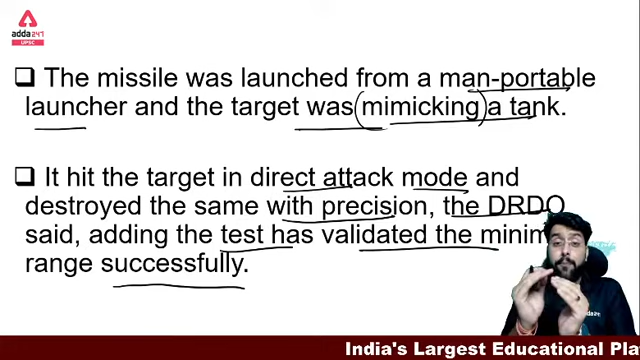 adda247
UPSC
The missile was launched from a man-portable
launcher and the target was (mimicking) a tank.
It hit the target in direct attack mode and
destroyed the same with precision, the DRDO
said, adding the test has validated the
range successfully.
India's Largest Educational Pla